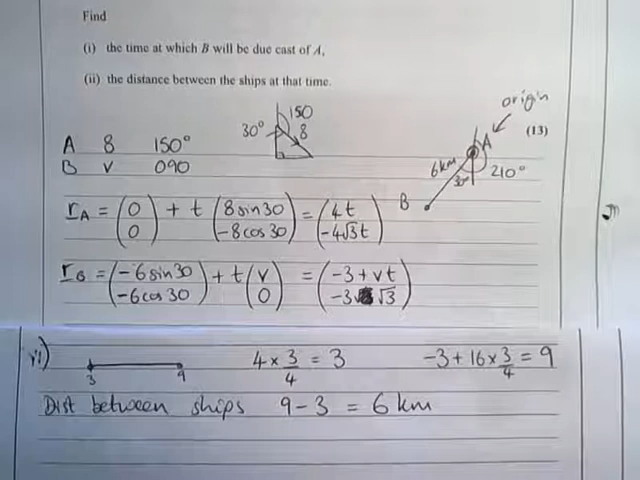 Find
(i) the time at which B will be due east of A,
(ii) the distance between the ships at that time.
origin
(13)
A 8 150°
B v 090
30° 150 8
A 6km 30° 210° B
r_A = (0 0) + t (8sin30 -8cos30) = (4t -4√3t)
r_B = (-6sin30 -6cos30) + t (v 0) = (-3+vt -3√3)
vi) 3 9 4 × 3/4 = 3 -3 + 16 × 3/4 = 9
Dist between ships 9 - 3 = 6 km